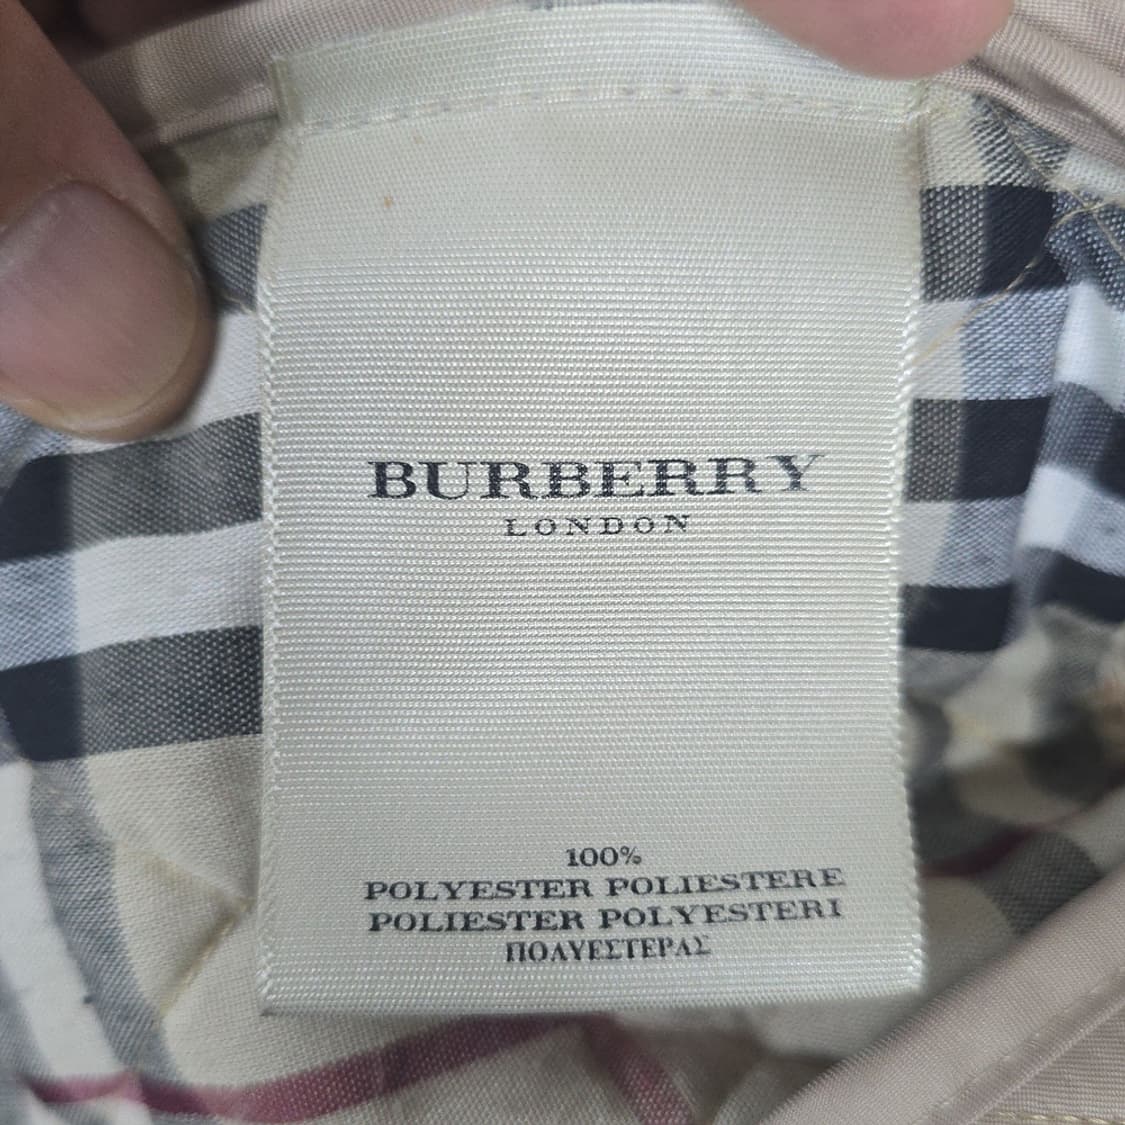 BURBERRY
LONDON
100%
POLYESTER POLIESTERE
POLIESTER POLYESTERI
ΠΟΛΥΕΣΤΕΡΑΣ